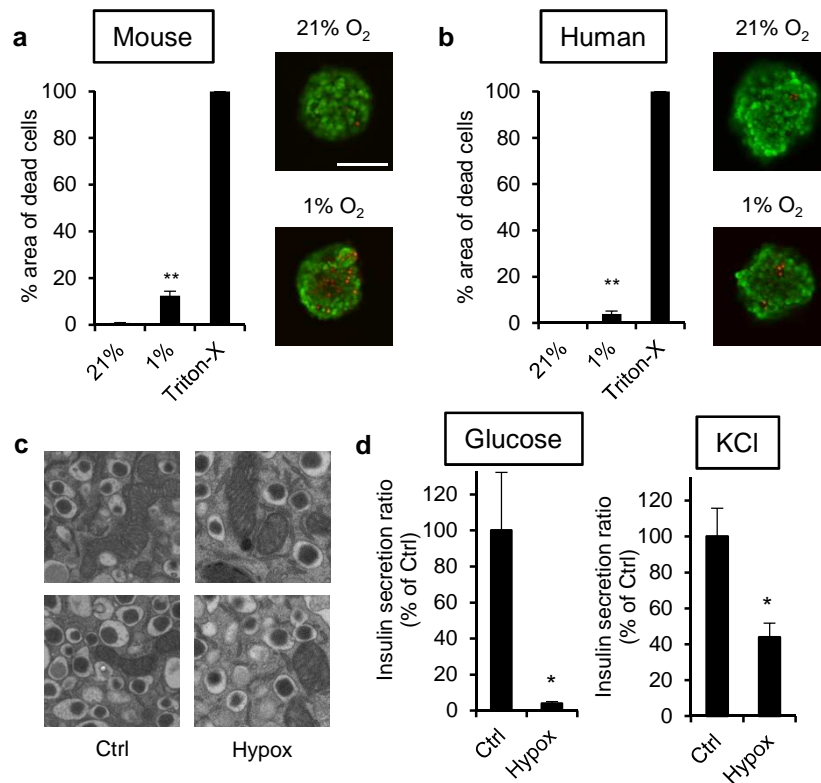 a
Mouse
% area of dead cells
100
80
60
40
20
0
**
21%
1%
Triton-X
21% O₂
1% O₂
b
Human
% area of dead cells
100
80
60
40
20
0
**
21%
1%
Triton-X
21% O₂
1% O₂
c
Ctrl
Hypox
d
Glucose
Insulin secretion ratio
(% of Ctrl)
120
100
80
60
40
20
0
*
Ctrl
Hypox
KCl
Insulin secretion ratio
(% of Ctrl)
120
100
80
60
40
20
0
*
Ctrl
Hypox